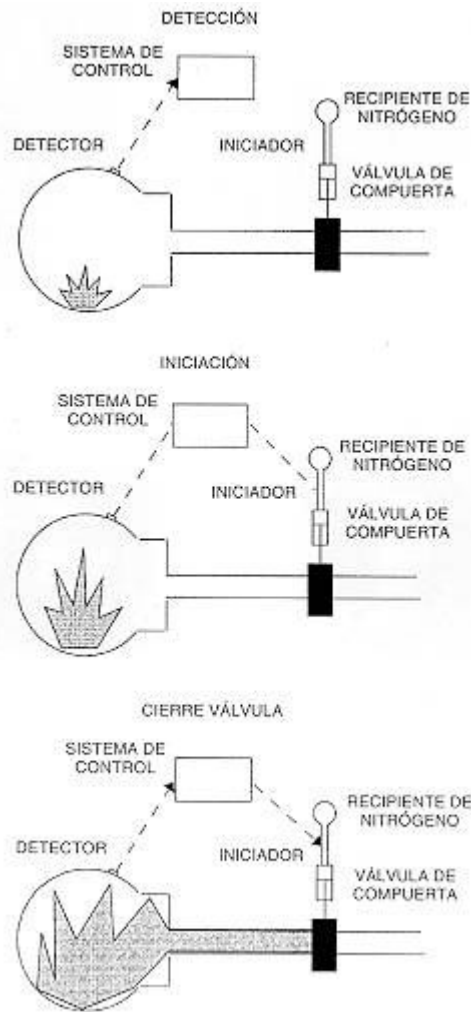 DETECCIÓN
SISTEMA DE
CONTROL
RECIPIENTE DE
NITRÓGENO
DETECTOR
INICIADOR
VÁLVULA DE
COMPUERTA
INICIACIÓN
SISTEMA DE
CONTROL
RECIPIENTE DE
NITRÓGENO
DETECTOR
INICIADOR
VÁLVULA DE
COMPUERTA
CIERRE VÁLVULA
SISTEMA DE
CONTROL
RECIPIENTE DE
NITRÓGENO
DETECTOR
INICIADOR
VÁLVULA DE
COMPUERTA